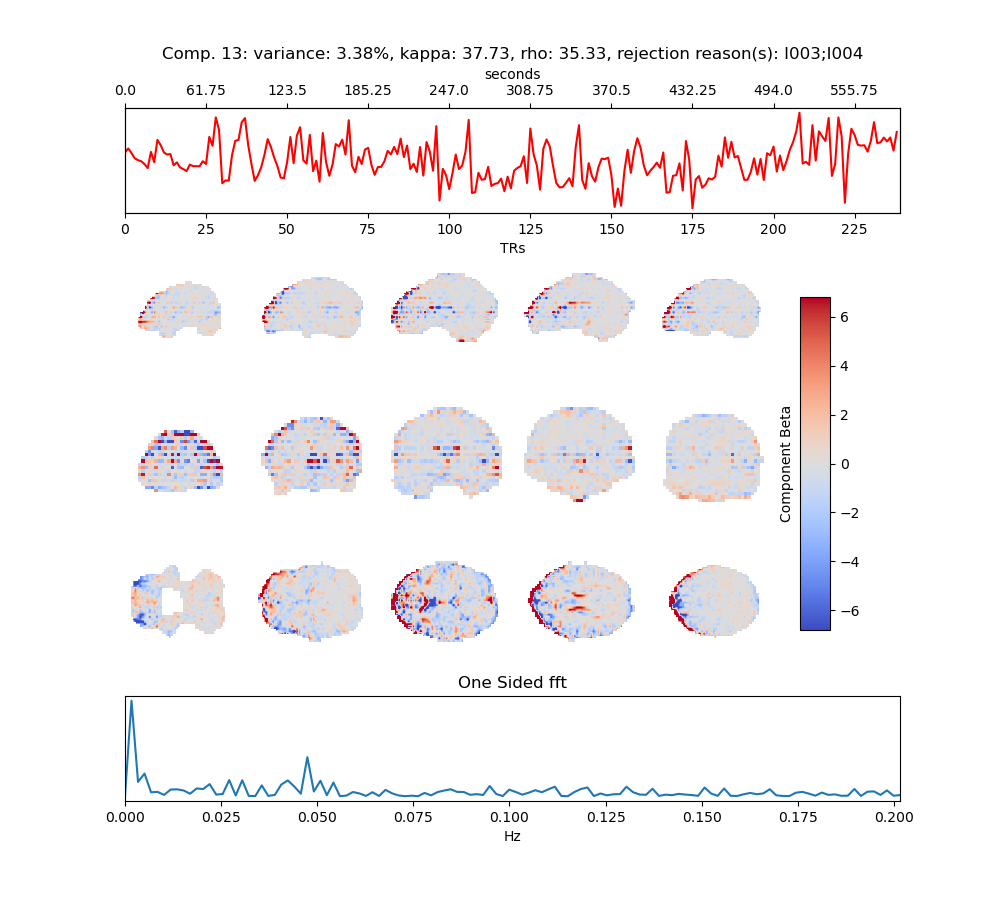 Comp. 13: variance: 3.38%, kappa: 37.73, rho: 35.33, rejection reason(s): I003;I004
seconds
0.0 61.75 123.5 185.25 247.0 308.75 370.5 432.25 494.0 555.75
0 25 50 75 100 125 150 175 200 225
TRs
6
4
2
0
−2
−4
−6
Component Beta
One Sided fft
0.000 0.025 0.050 0.075 0.100 0.125 0.150 0.175 0.200
Hz